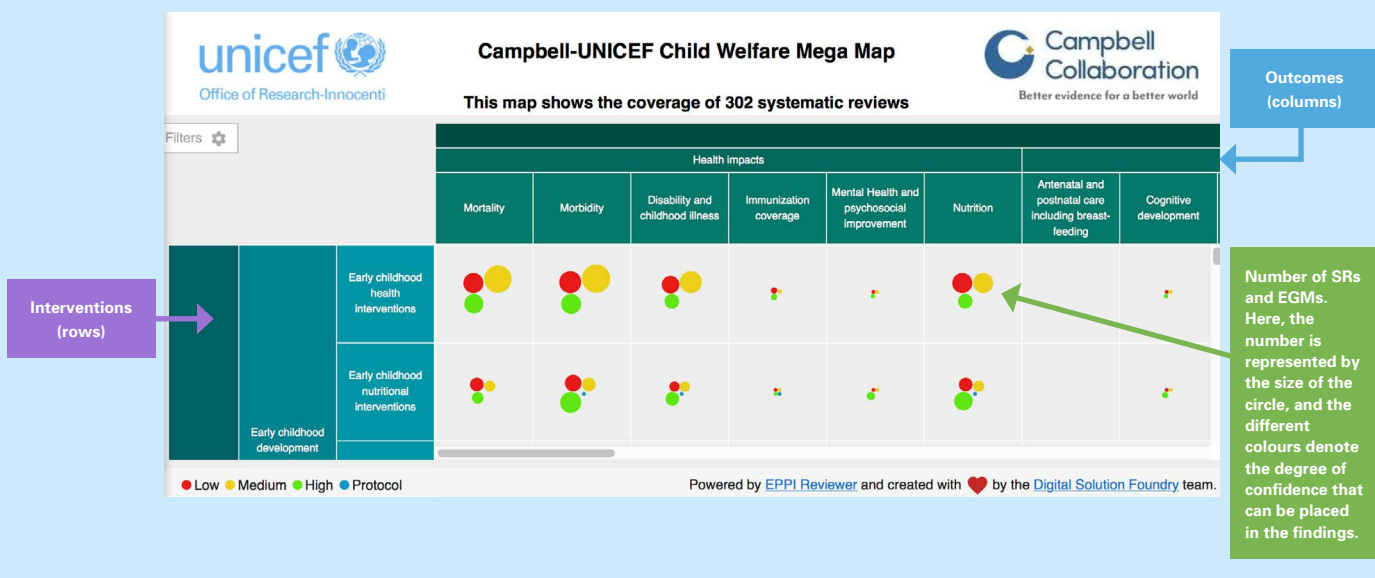 unicef
Office of Research-Innocenti
Campbell-UNICEF Child Welfare Mega Map
This map shows the coverage of 302 systematic reviews
Campbell
Collaboration
Better evidence for a better world
Outcomes
(columns)
Filters
Health impacts
Mortality
Morbidity
Disability and
childhood illness
Immunization
coverage
Mental Health and
psychosocial
improvement
Nutrition
Antenatal and
postnatal care
including breast-
feeding
Cognitive
development
Interventions
(rows)
Early childhood
development
Early childhood
health
interventions
Early childhood
nutritional
interventions
Number of SRs
and EGMs.
Here, the
number is
represented by
the size of the
circle, and the
different
colours denote
the degree of
confidence that
can be placed
in the findings.
Low Medium High Protocol
Powered by EPPI Reviewer and created with by the Digital Solution Foundry team.